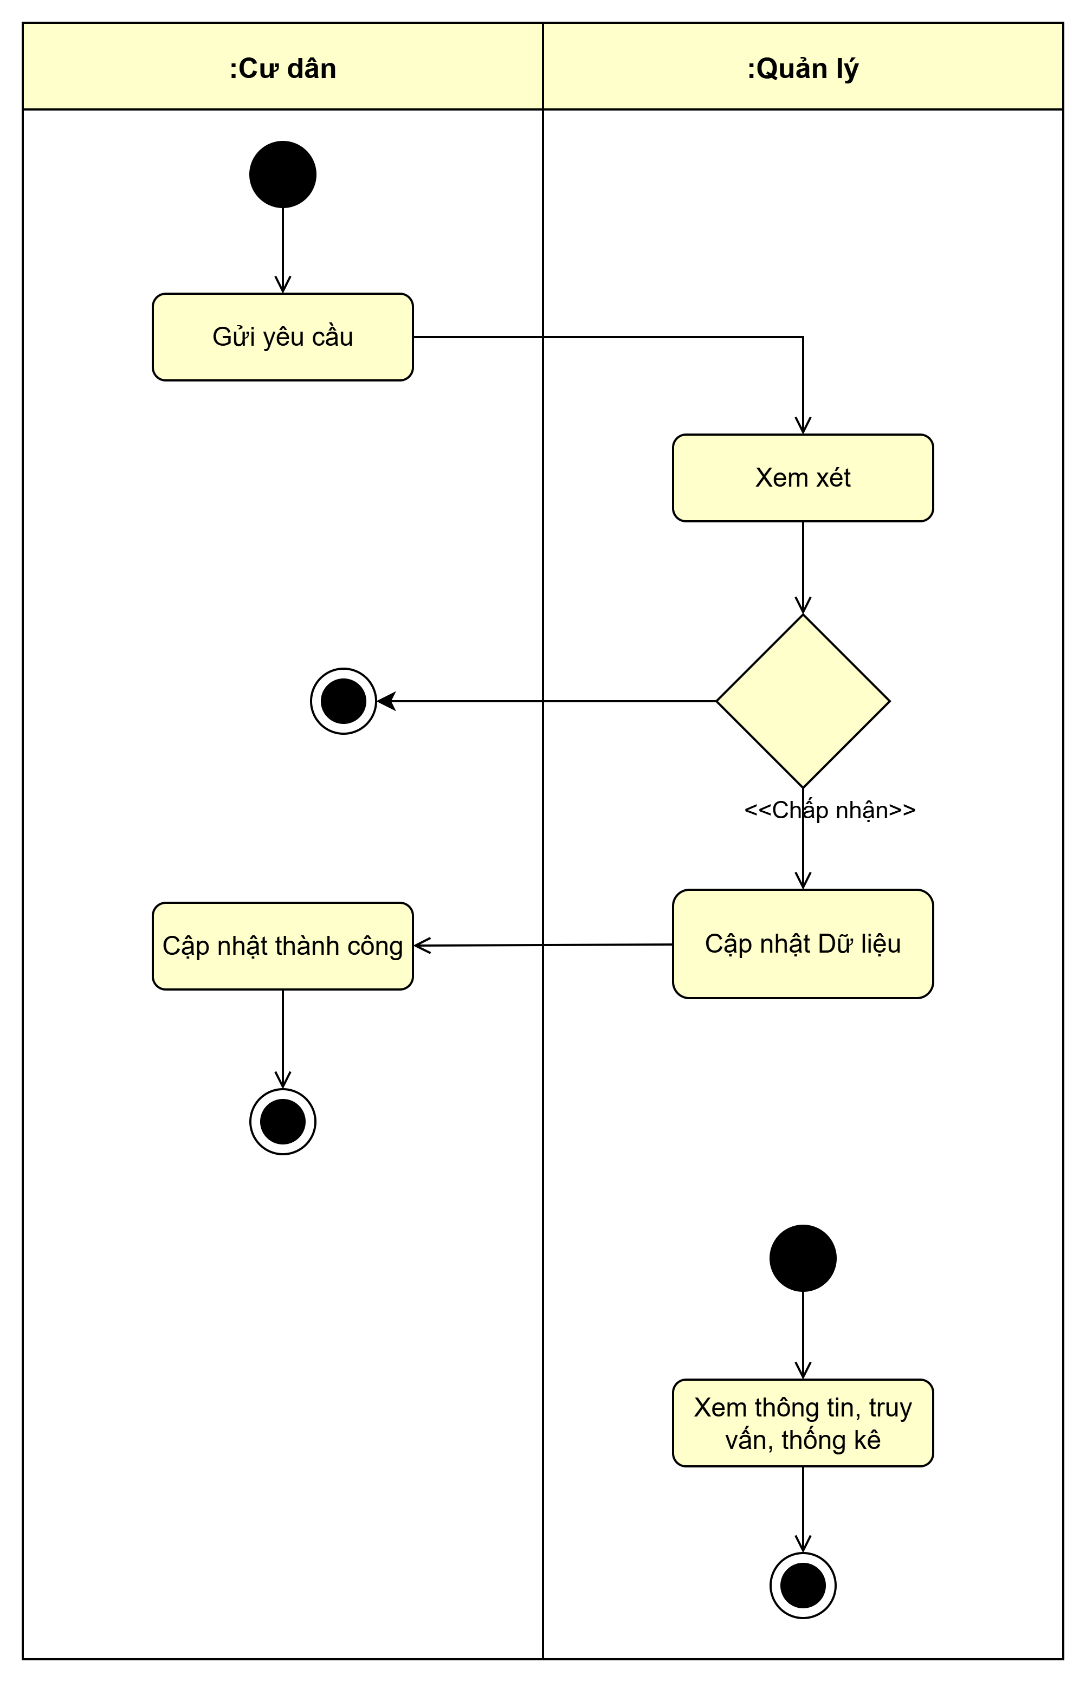 :Cư dân
:Quản lý
Gửi yêu cầu
Xem xét
<<Chấp nhận>>
Cập nhật thành công
Cập nhật Dữ liệu
Xem thông tin, truy
vấn, thống kê